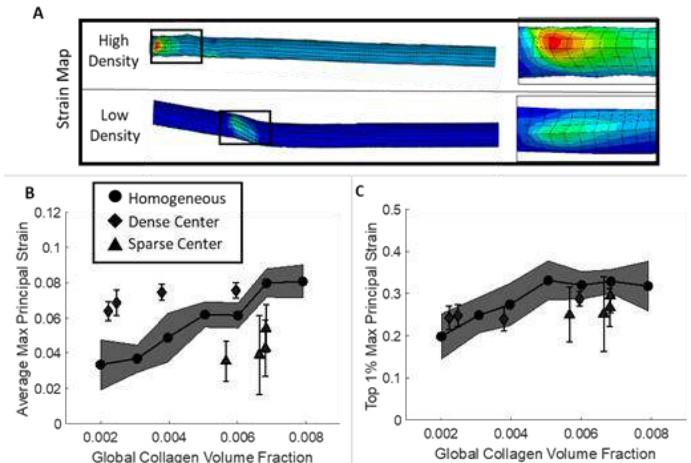 A
Strain Map
High
Density
Low
Density
B
Homogeneous
Dense Center
Sparse Center
Average Max Principal Strain
0.12
0.1
0.08
0.06
0.04
0.02
0
0.002
0.004
0.006
0.008
Global Collagen Volume Fraction
C
Top 1% Max Principal Strain
0.5
0.4
0.3
0.2
0.1
0
0.002
0.004
0.006
0.008
Global Collagen Volume Fraction